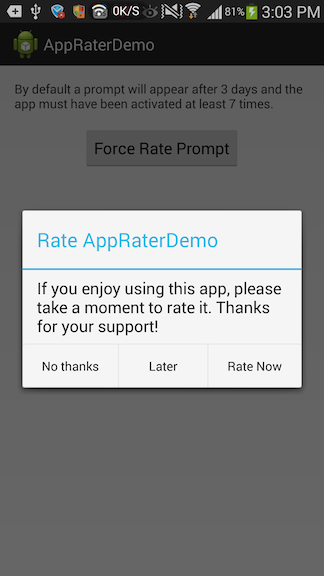 0K/S 81% 3:03 PM
AppRaterDemo
By default a prompt will appear after 3 days and the
app must have been activated at least 7 times.
Force Rate Prompt
Rate AppRaterDemo
If you enjoy using this app, please
take a moment to rate it. Thanks
for your support!
No thanks Later Rate Now